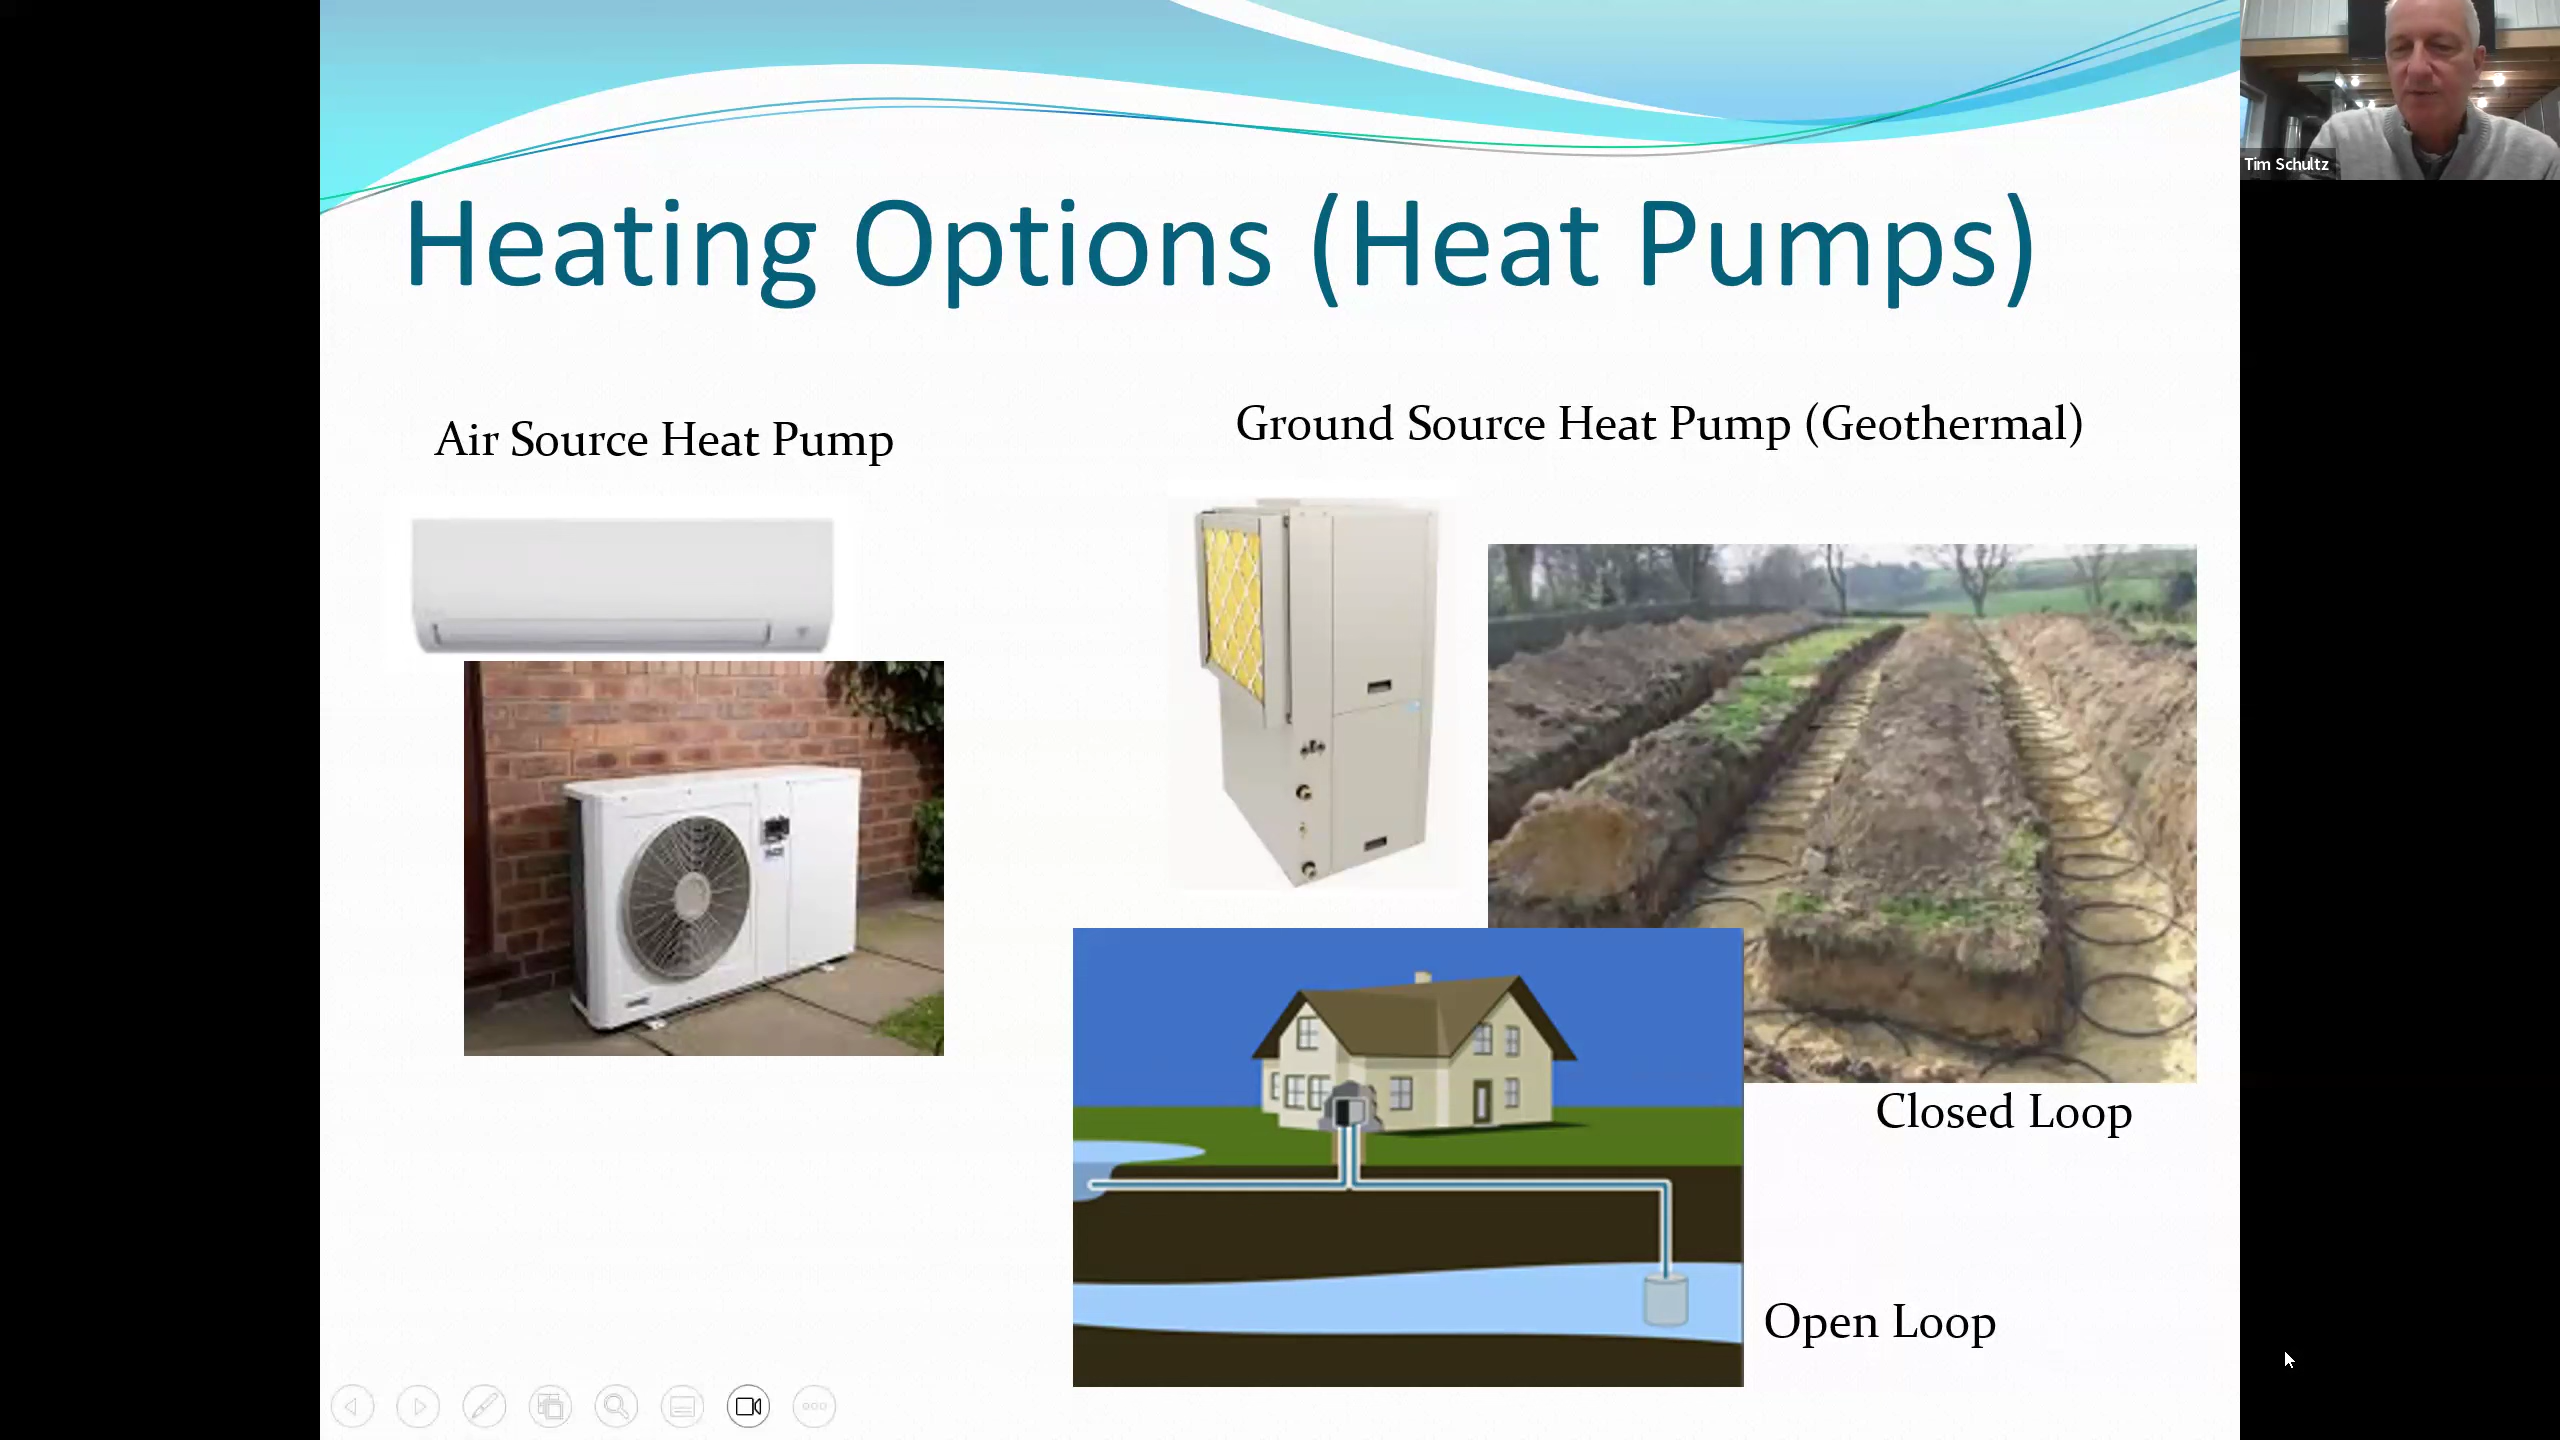 Heating Options (Heat Pumps)
Tim Schultz
Air Source Heat Pump
Ground Source Heat Pump (Geothermal)
Closed Loop
Open Loop